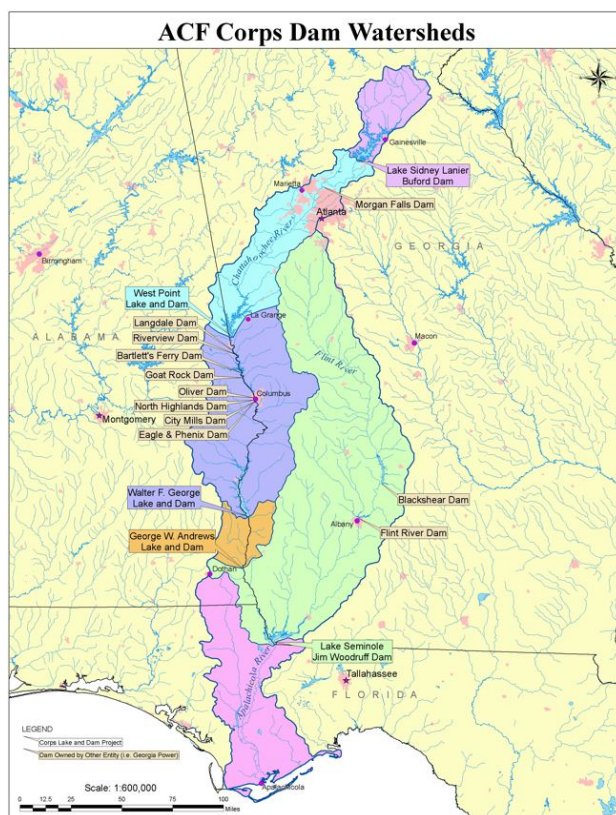 ACF Corps Dam Watersheds
Gainesville
Lake Sidney Lanier
Buford Dam
Marietta
Morgan Falls Dam
Atlanta
GEORGIA
Birmingham
Chattahoochee River
West Point
Lake and Dam
La Grange
Langdale Dam
ALABAMA
Riverview Dam
Macon
Bartlett's Ferry Dam
Flint River
Goat Rock Dam
Oliver Dam
Columbus
North Highlands Dam
Montgomery
City Mills Dam
Eagle & Phenix Dam
Blackshear Dam
Walter F. George
Lake and Dam
Albany
Flint River Dam
George W. Andrews
Lake and Dam
Dothan
Lake Seminole
Jim Woodruff Dam
Apalachicola River
Tallahassee
FLORIDA
LEGEND
Corps Lake and Dam Project
Dam Owned by Other Entity (i.e. Georgia Power)
Scale: 1:600,000
Apalachicola
0 12.5 25 50 75 100
Miles